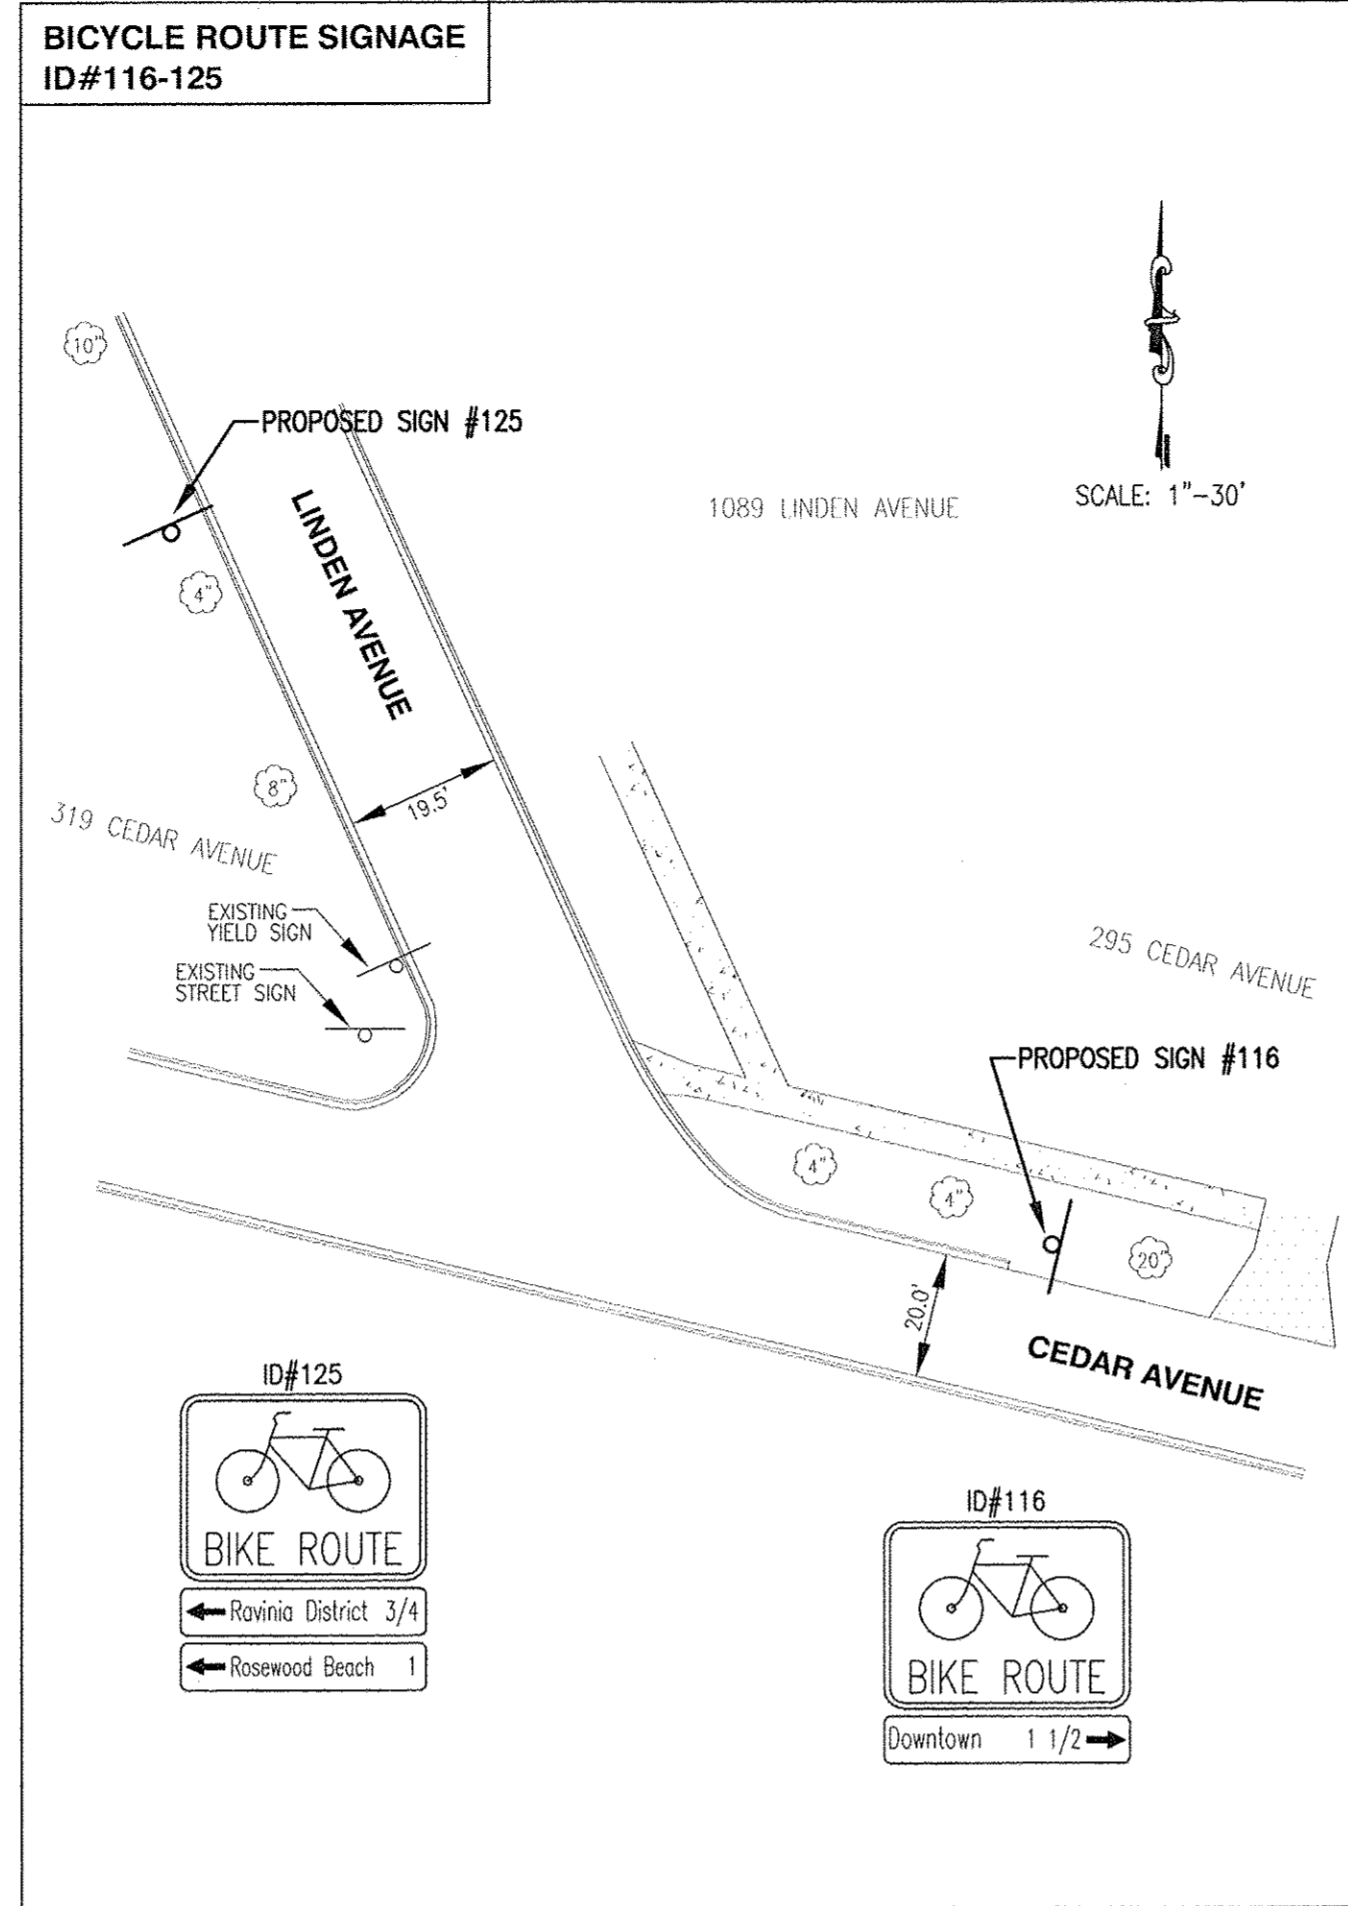 BICYCLE ROUTE SIGNAGE
ID#116-125
SCALE: 1"-30'
10"
PROPOSED SIGN #125
LINDEN AVENUE
1089 LINDEN AVENUE
4"
8"
19.5'
319 CEDAR AVENUE
EXISTING
YIELD SIGN
EXISTING
STREET SIGN
295 CEDAR AVENUE
PROPOSED SIGN #116
4"
4"
20"
20.0'
CEDAR AVENUE
ID#125
BIKE ROUTE
Ravinia District 3/4
Rosewood Beach 1
ID#116
BIKE ROUTE
Downtown 1 1/2